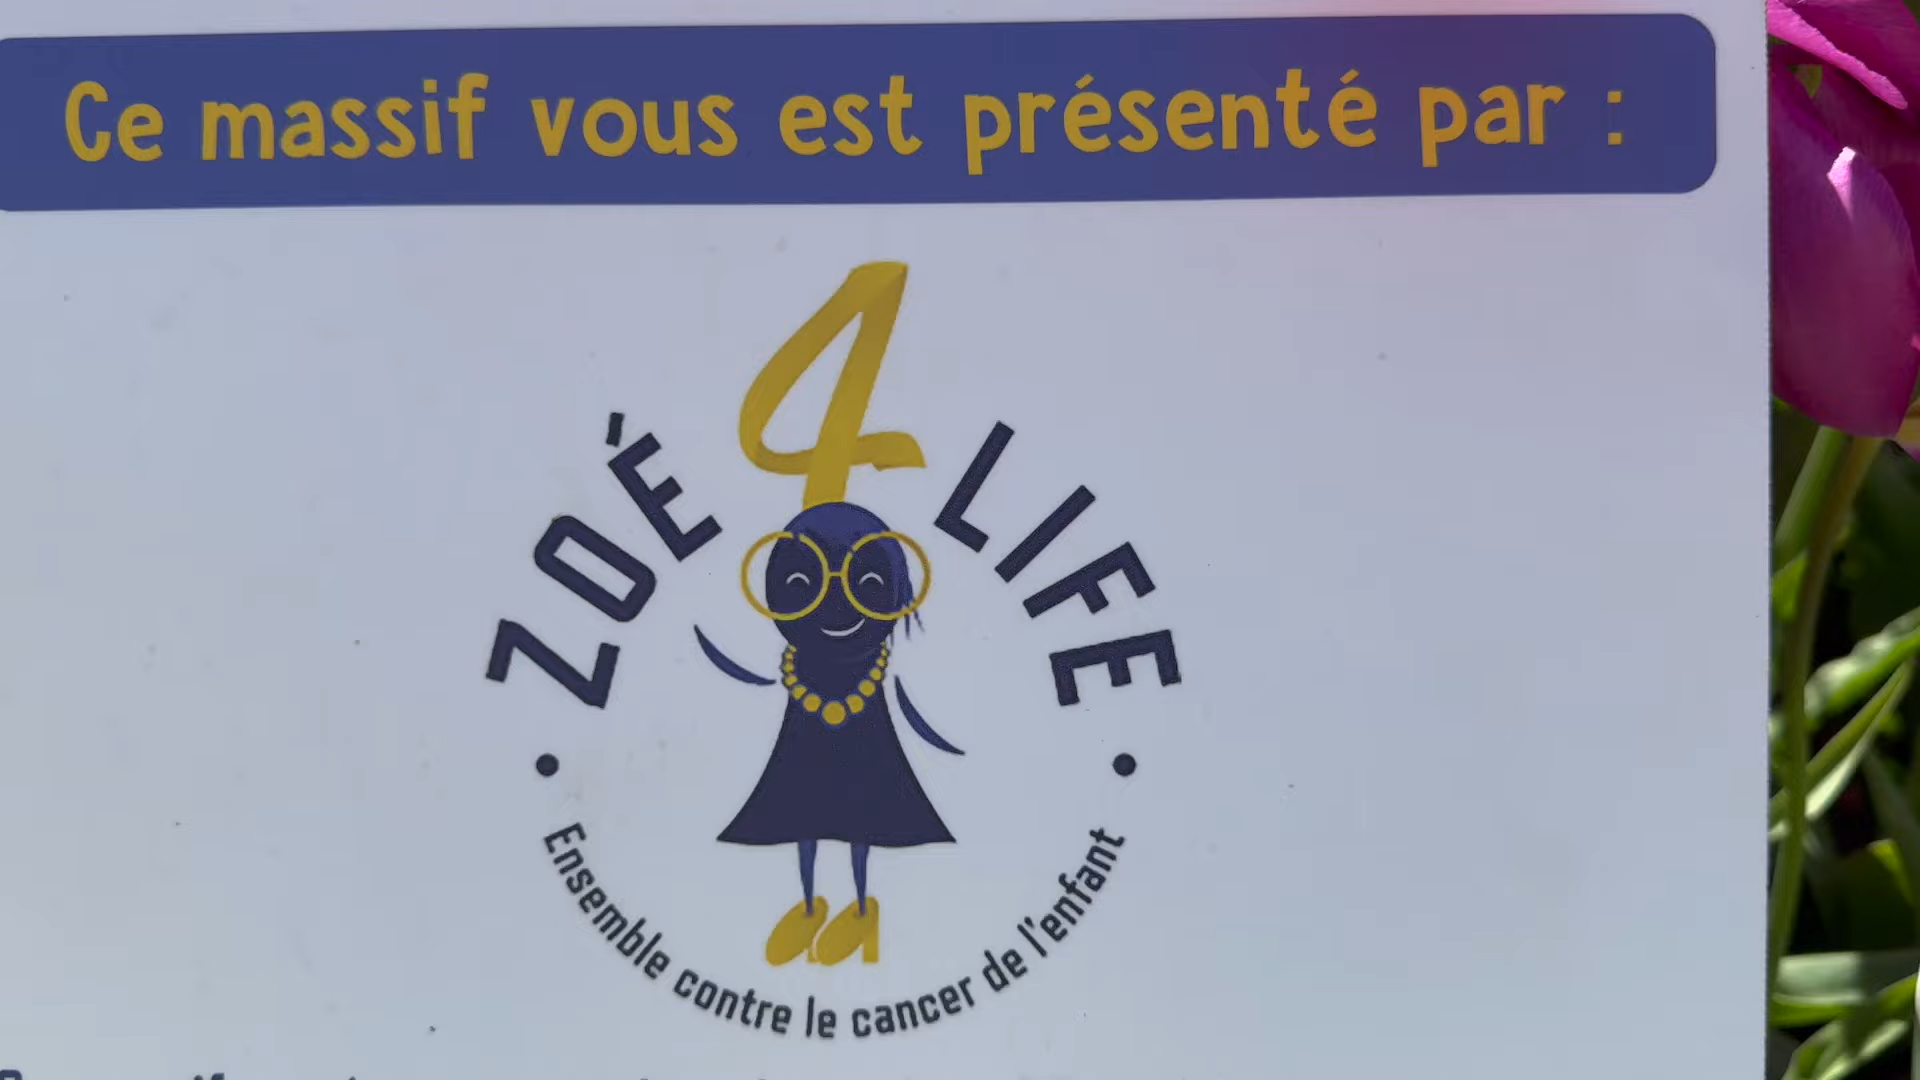 Ce massif vous est présenté par :
ZOÉ 4 LIFE
• Ensemble contre le cancer de l'enfant •